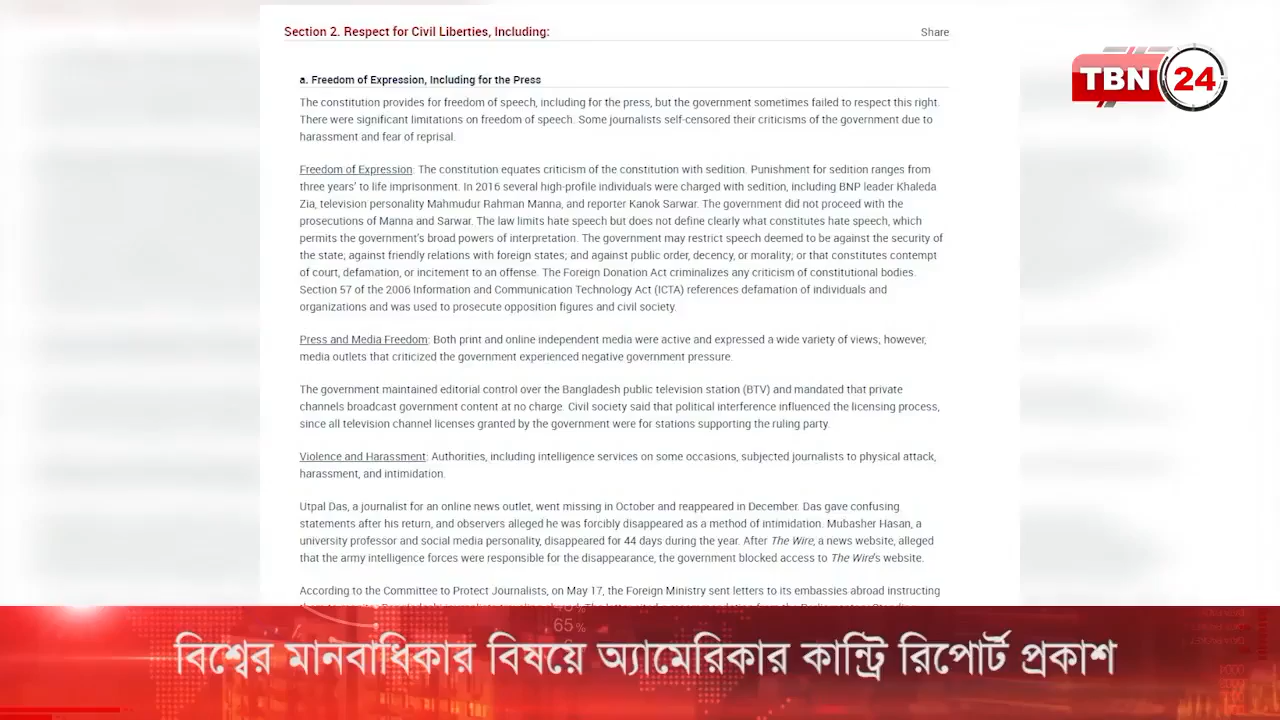 Section 2. Respect for Civil Liberties, Including:
Share
TBN 24
a. Freedom of Expression, Including for the Press
The constitution provides for freedom of speech, including for the press, but the government sometimes failed to respect this right.
There were significant limitations on freedom of speech. Some journalists self-censored their criticisms of the government due to
harassment and fear of reprisal.
Freedom of Expression: The constitution equates criticism of the constitution with sedition. Punishment for sedition ranges from
three years' to life imprisonment. In 2016 several high-profile individuals were charged with sedition, including BNP leader Khaleda
Zia, television personality Mahmudur Rahman Manna, and reporter Kanok Sarwar. The government did not proceed with the
prosecutions of Manna and Sarwar. The law limits hate speech but does not define clearly what constitutes hate speech, which
permits the government's broad powers of interpretation. The government may restrict speech deemed to be against the security of
the state; against friendly relations with foreign states; and against public order, decency, or morality; or that constitutes contempt
of court, defamation, or incitement to an offense. The Foreign Donation Act criminalizes any criticism of constitutional bodies.
Section 57 of the 2006 Information and Communication Technology Act (ICTA) references defamation of individuals and
organizations and was used to prosecute opposition figures and civil society.
Press and Media Freedom: Both print and online independent media were active and expressed a wide variety of views; however,
media outlets that criticized the government experienced negative government pressure.
The government maintained editorial control over the Bangladesh public television station (BTV) and mandated that private
channels broadcast government content at no charge. Civil society said that political interference influenced the licensing process,
since all television channel licenses granted by the government were for stations supporting the ruling party.
Violence and Harassment: Authorities, including intelligence services on some occasions, subjected journalists to physical attack,
harassment, and intimidation.
Utpal Das, a journalist for an online news outlet, went missing in October and reappeared in December. Das gave confusing
statements after his return, and observers alleged he was forcibly disappeared as a method of intimidation. Mubasher Hasan, a
university professor and social media personality, disappeared for 44 days during the year. After The Wire, a news website, alleged
that the army intelligence forces were responsible for the disappearance, the government blocked access to The Wire's website.
According to the Committee to Protect Journalists, on May 17, the Foreign Ministry sent letters to its embassies abroad instructing
65%
বিশ্বের মানবাধিকার বিষয়ে অ্যামেরিকার কান্ট্রি রিপোর্ট প্রকাশ